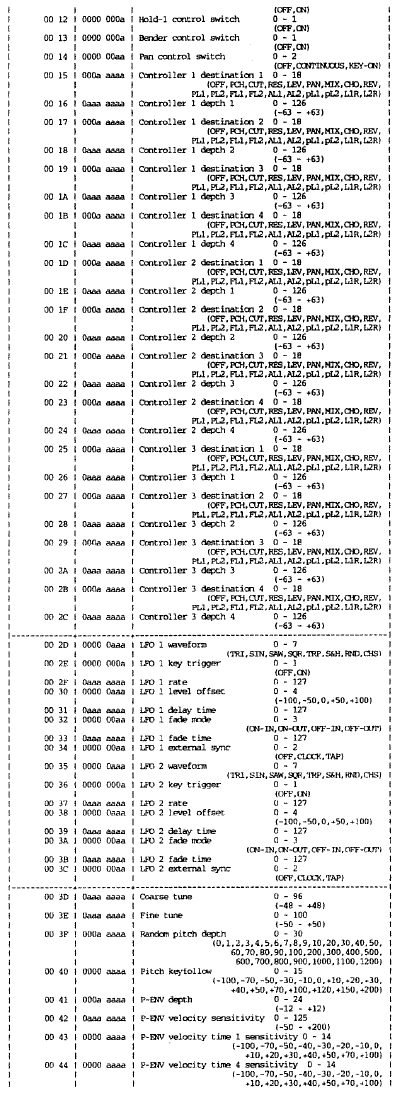 (OFF,ON)
| 00 12 | 0000 000a | Hold-1 control switch 0 - 1 |
(OFF,ON)
| 00 13 | 0000 000a | Bender control switch 0 - 1 |
(OFF,ON)
| 00 14 | 0000 00aa | Pan control switch 0 - 2 |
(OFF,CONTINUOUS,KEY-ON)
| 00 15 | 000a aaaa | Controller 1 destination 1 0 - 18 |
(OFF,PCH,CUT,RES,LEV,PAN,MIX,CHO,REV,
PL1,PL2,FL1,FL2,AL1,AL2,pL1,pL2,L1R,L2R)
| 00 16 | 0aaa aaaa | Controller 1 depth 1 0 - 126 |
(-63 - +63)
| 00 17 | 000a aaaa | Controller 1 destination 2 0 - 18 |
(OFF,PCH,CUT,RES,LEV,PAN,MIX,CHO,REV,
PL1,PL2,FL1,FL2,AL1,AL2,pL1,pL2,L1R,L2R)
| 00 18 | 0aaa aaaa | Controller 1 depth 2 0 - 126 |
(-63 - +63)
| 00 19 | 000a aaaa | Controller 1 destination 3 0 - 18 |
(OFF,PCH,CUT,RES,LEV,PAN,MIX,CHO,REV,
PL1,PL2,FL1,FL2,AL1,AL2,pL1,pL2,L1R,L2R)
| 00 1A | 0aaa aaaa | Controller 1 depth 3 0 - 126 |
(-63 - +63)
| 00 1B | 000a aaaa | Controller 1 destination 4 0 - 18 |
(OFF,PCH,CUT,RES,LEV,PAN,MIX,CHO,REV,
PL1,PL2,FL1,FL2,AL1,AL2,pL1,pL2,L1R,L2R)
| 00 1C | 0aaa aaaa | Controller 1 depth 4 0 - 126 |
(-63 - +63)
| 00 1D | 000a aaaa | Controller 2 destination 1 0 - 18 |
(OFF,PCH,CUT,RES,LEV,PAN,MIX,CHO,REV,
PL1,PL2,FL1,FL2,AL1,AL2,pL1,pL2,L1R,L2R)
| 00 1E | 0aaa aaaa | Controller 2 depth 1 0 - 126 |
(-63 - +63)
| 00 1F | 000a aaaa | Controller 2 destination 2 0 - 18 |
(OFF,PCH,CUT,RES,LEV,PAN,MIX,CHO,REV,
PL1,PL2,FL1,FL2,AL1,AL2,pL1,pL2,L1R,L2R)
| 00 20 | 0aaa aaaa | Controller 2 depth 2 0 - 126 |
(-63 - +63)
| 00 21 | 000a aaaa | Controller 2 destination 3 0 - 18 |
(OFF,PCH,CUT,RES,LEV,PAN,MIX,CHO,REV,
PL1,PL2,FL1,FL2,AL1,AL2,pL1,pL2,L1R,L2R)
| 00 22 | 0aaa aaaa | Controller 2 depth 3 0 - 126 |
(-63 - +63)
| 00 23 | 000a aaaa | Controller 2 destination 4 0 - 18 |
(OFF,PCH,CUT,RES,LEV,PAN,MIX,CHO,REV,
PL1,PL2,FL1,FL2,AL1,AL2,pL1,pL2,L1R,L2R)
| 00 24 | 0aaa aaaa | Controller 2 depth 4 0 - 126 |
(-63 - +63)
| 00 25 | 000a aaaa | Controller 3 destination 1 0 - 18 |
(OFF,PCH,CUT,RES,LEV,PAN,MIX,CHO,REV,
PL1,PL2,FL1,FL2,AL1,AL2,pL1,pL2,L1R,L2R)
| 00 26 | 0aaa aaaa | Controller 3 depth 1 0 - 126 |
(-63 - +63)
| 00 27 | 000a aaaa | Controller 3 destination 2 0 - 18 |
(OFF,PCH,CUT,RES,LEV,PAN,MIX,CHO,REV,
PL1,PL2,FL1,FL2,AL1,AL2,pL1,pL2,L1R,L2R)
| 00 28 | 0aaa aaaa | Controller 3 depth 2 0 - 126 |
(-63 - +63)
| 00 29 | 000a aaaa | Controller 3 destination 3 0 - 18 |
(OFF,PCH,CUT,RES,LEV,PAN,MIX,CHO,REV,
PL1,PL2,FL1,FL2,AL1,AL2,pL1,pL2,L1R,L2R)
| 00 2A | 0aaa aaaa | Controller 3 depth 3 0 - 126 |
(-63 - +63)
| 00 2B | 000a aaaa | Controller 3 destination 4 0 - 18 |
(OFF,PCH,CUT,RES,LEV,PAN,MIX,CHO,REV,
PL1,PL2,FL1,FL2,AL1,AL2,pL1,pL2,L1R,L2R)
| 00 2C | 0aaa aaaa | Controller 3 depth 4 0 - 126 |
(-63 - +63)
| 00 2D | 0000 0aaa | LFO 1 waveform 0 - 7 |
(TRI,SIN,SAW,SQR,TRP,S&H,RND,CHS)
| 00 2E | 0000 000a | LFO 1 key trigger 0 - 1 |
(OFF,ON)
| 00 2F | 0aaa aaaa | LFO 1 rate 0 - 127 |
| 00 30 | 0000 0aaa | LFO 1 level offset 0 - 4 |
(-100,-50,0,+50,+100)
| 00 31 | 0aaa aaaa | LFO 1 delay time 0 - 127 |
| 00 32 | 0000 00aa | LFO 1 fade mode 0 - 3 |
(ON-IN,ON-OUT,OFF-IN,OFF-OUT)
| 00 33 | 0aaa aaaa | LFO 1 fade time 0 - 127 |
| 00 34 | 0000 00aa | LFO 1 external sync 0 - 2 |
(OFF,CLOCK,TAP)
| 00 35 | 0000 0aaa | LFO 2 waveform 0 - 7 |
(TRI,SIN,SAW,SQR,TRP,S&H,RND,CHS)
| 00 36 | 0000 000a | LFO 2 key trigger 0 - 1 |
(OFF,ON)
| 00 37 | 0aaa aaaa | LFO 2 rate 0 - 127 |
| 00 38 | 0000 0aaa | LFO 2 level offset 0 - 4 |
(-100,-50,0,+50,+100)
| 00 39 | 0aaa aaaa | LFO 2 delay time 0 - 127 |
| 00 3A | 0000 00aa | LFO 2 fade mode 0 - 3 |
(ON-IN,ON-OUT,OFF-IN,OFF-OUT)
| 00 3B | 0aaa aaaa | LFO 2 fade time 0 - 127 |
| 00 3C | 0000 00aa | LFO 2 external sync 0 - 2 |
(OFF,CLOCK,TAP)
| 00 3D | 0aaa aaaa | Coarse tune 0 - 96 |
(-48 - +48)
| 00 3E | 0aaa aaaa | Fine tune 0 - 100 |
(-50 - +50)
| 00 3F | 000a aaaa | Random pitch depth 0 - 30 |
(0,1,2,3,4,5,6,7,8,9,10,20,30,40,50,
60,70,80,90,100,200,300,400,500,
600,700,800,900,1000,1100,1200)
| 00 40 | 0000 aaaa | Pitch keyfollow 0 - 15 |
(-100,-70,-50,-30,-10,0,+10,+20,+30,
+40,+50,+70,+100,+120,+150,+200)
| 00 41 | 000a aaaa | P-ENV depth 0 - 24 |
(-12 - +12)
| 00 42 | 0aaa aaaa | P-ENV velocity sensitivity 0 - 125 |
(-50 - +200)
| 00 43 | 0000 aaaa | P-ENV velocity time 1 sensitivity 0 - 14 |
(-100,-70,-50,-40,-30,-20,-10,0,
+10,+20,+30,+40,+50,+70,+100)
| 00 44 | 0000 aaaa | P-ENV velocity time 4 sensitivity 0 - 14 |
(-100,-70,-50,-40,-30,-20,-10,0,
+10,+20,+30,+40,+50,+70,+100)